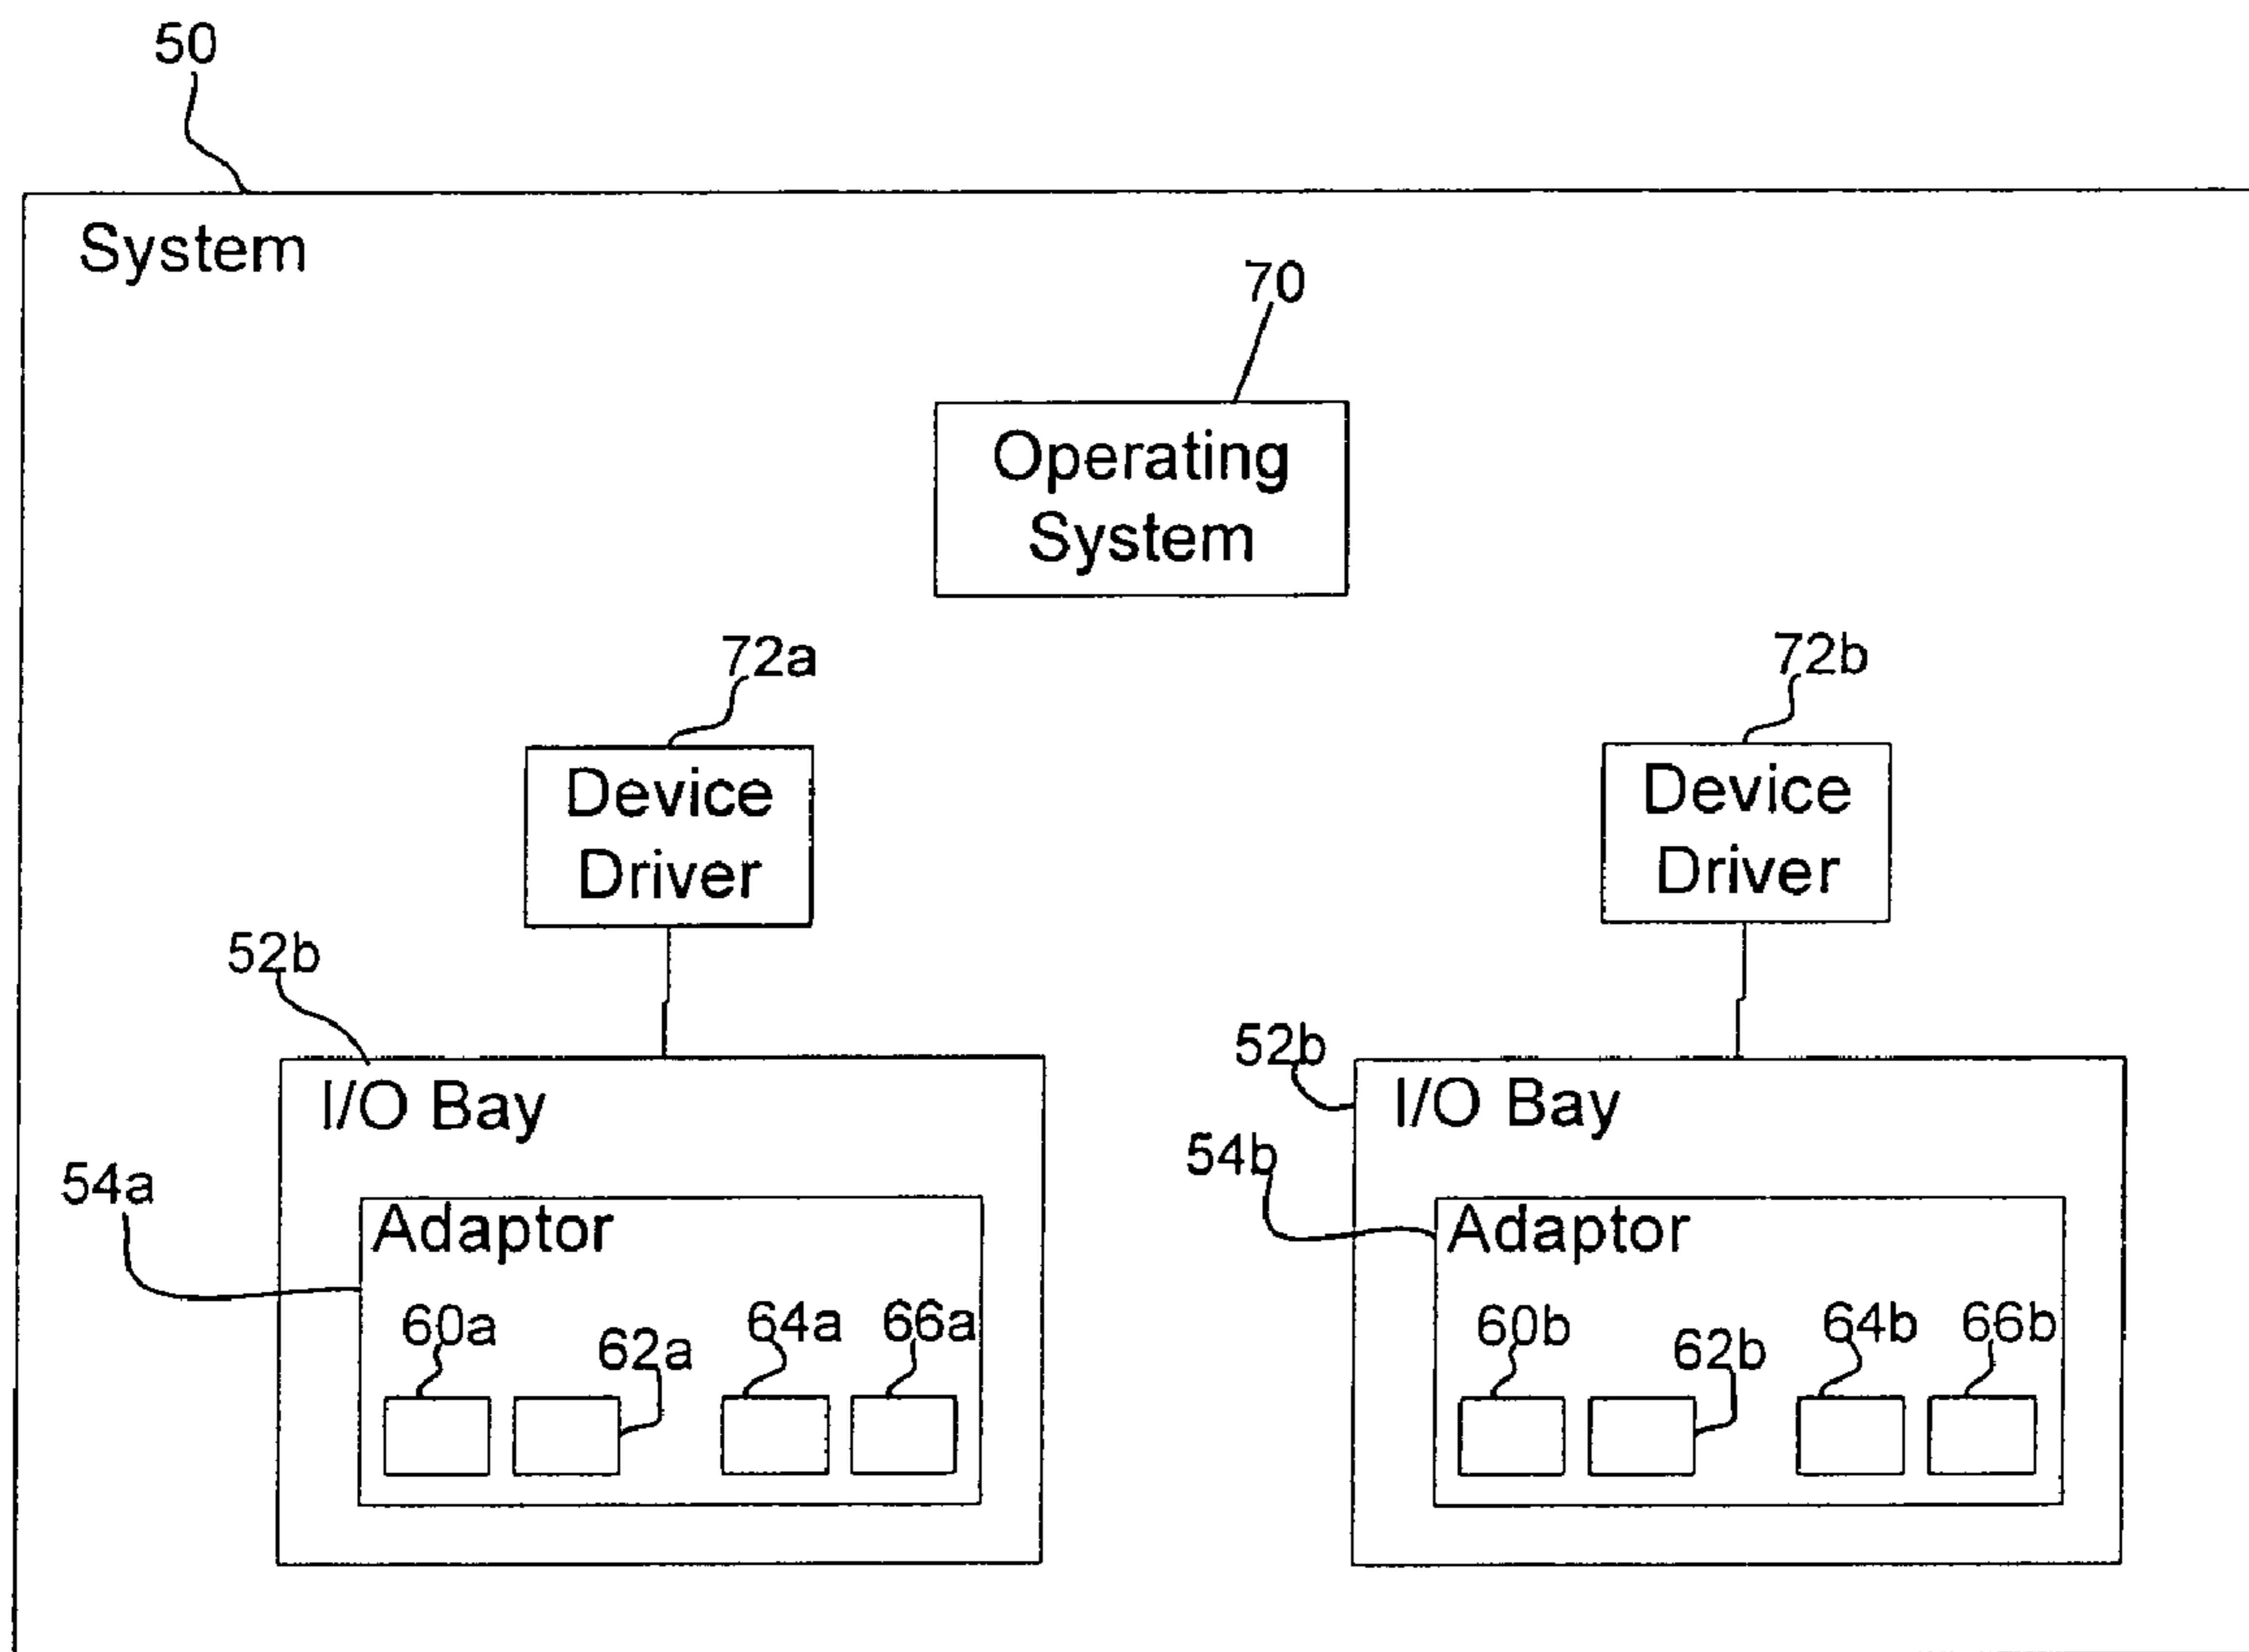 50
System
70
Operating
System
72a
72b
Device
Driver
Device
Driver
52b
52b
I/O Bay
I/O Bay
54a
54b
Adaptor
Adaptor
60a
62a
64a
66a
60b
62b
64b
66b